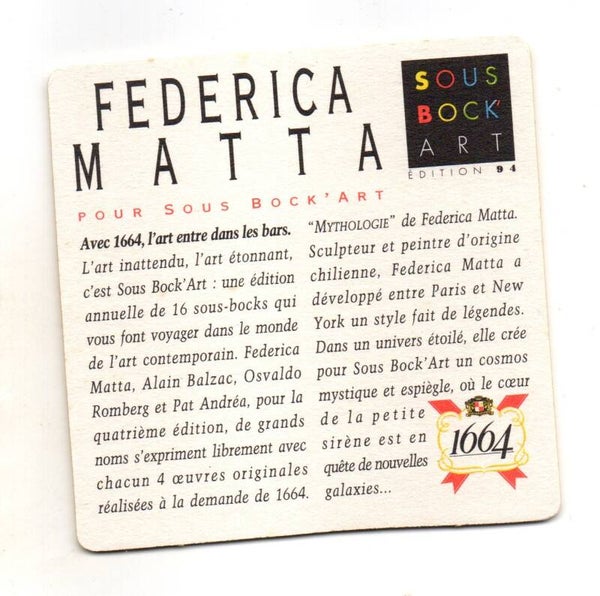 FEDERICA
MATTA
SOUS
BOCK'
ART
ÉDITION 94
POUR SOUS BOCK'ART
Avec 1664, l'art entre dans les bars.
L'art inattendu, l'art étonnant,
c'est Sous Bock'Art : une édition
annuelle de 16 sous-bocks qui
vous font voyager dans le monde
de l'art contemporain. Federica
Matta, Alain Balzac, Osvaldo
Romberg et Pat Andréa, pour la
quatrième édition, de grands
noms s'expriment librement avec
chacun 4 œuvres originales
réalisées à la demande de 1664.
"MYTHOLOGIE" de Federica Matta.
Sculpteur et peintre d'origine
chilienne, Federica Matta a
développé entre Paris et New
York un style fait de légendes.
Dans un univers étoilé, elle crée
pour Sous Bock'Art un cosmos
mystique et espiègle, où le cœur
de la petite
sirène est en
quête de nouvelles
galaxies...
1664